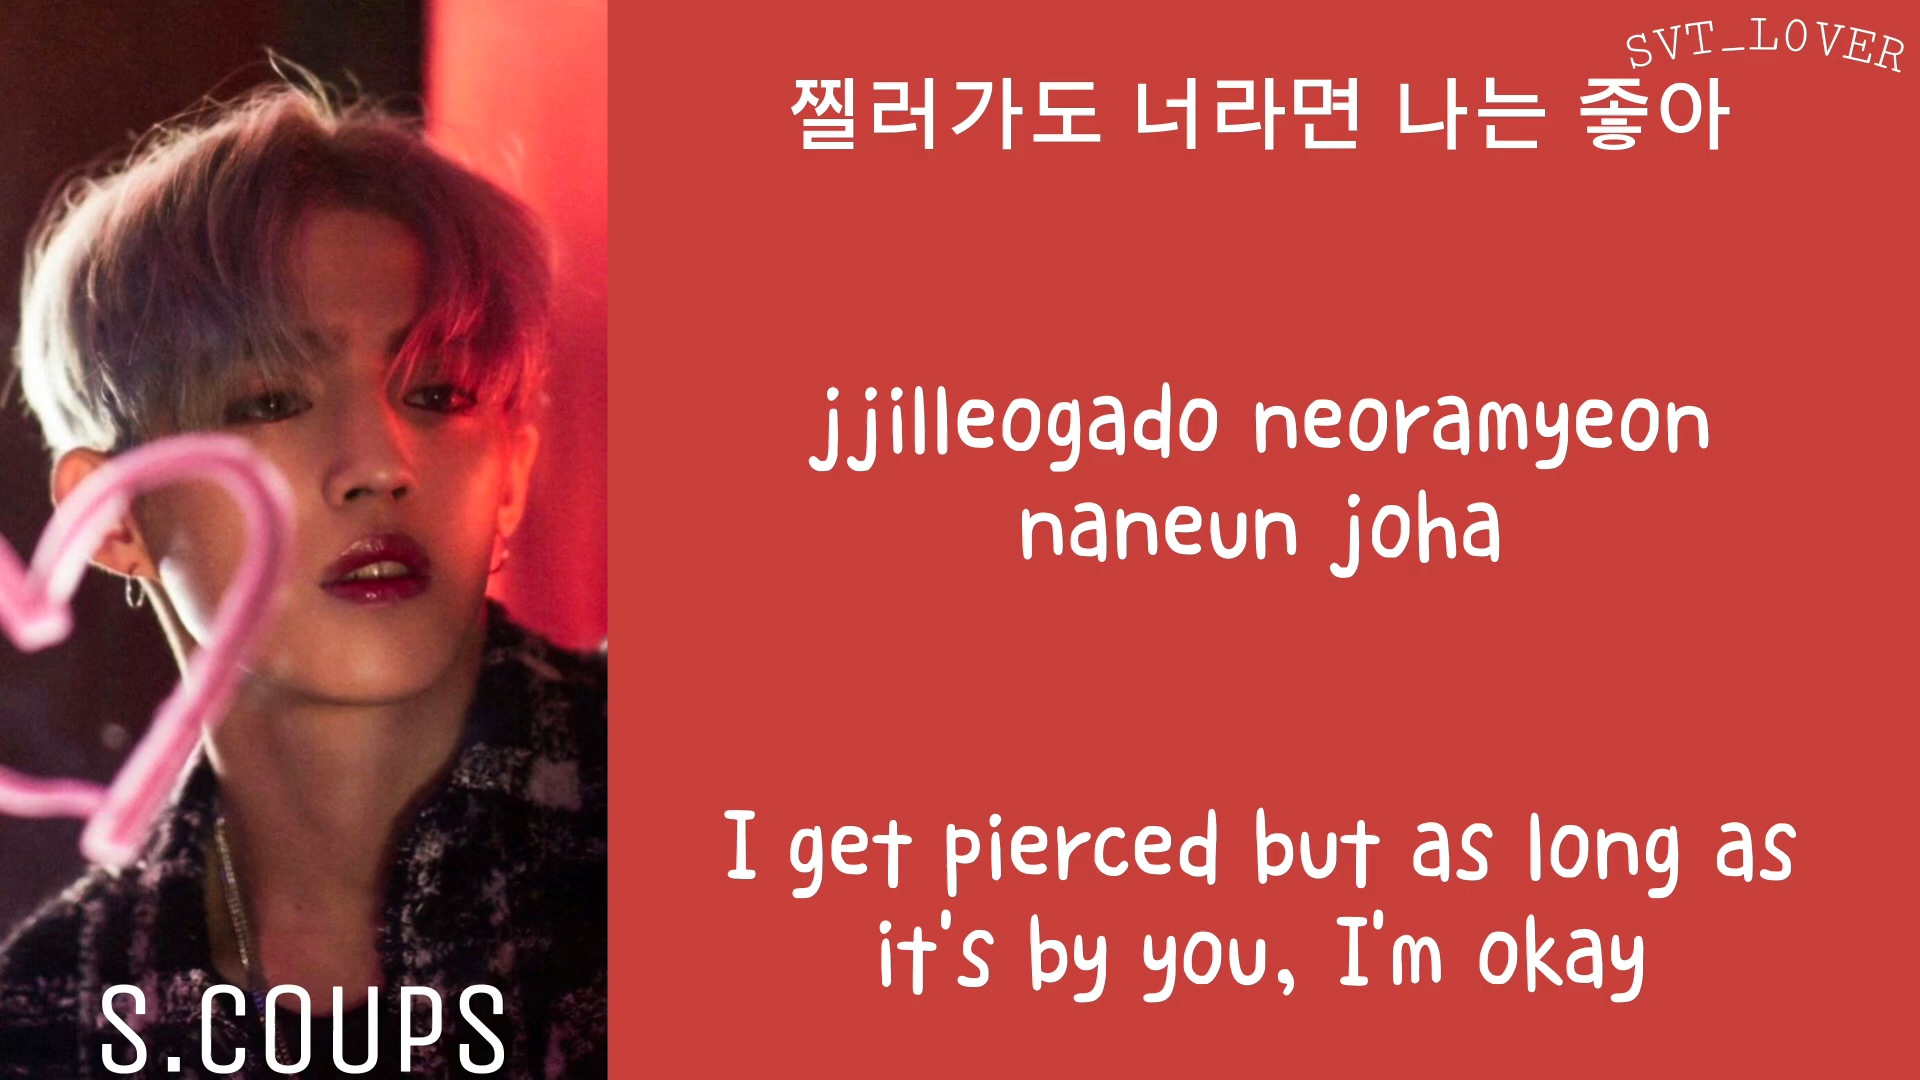 SVT_LOVER
찔러가도 너라면 나는 좋아
jjilleogado neoramyeon
naneun joha
I get pierced but as long as
it's by you, I'm okay
S.COUPS